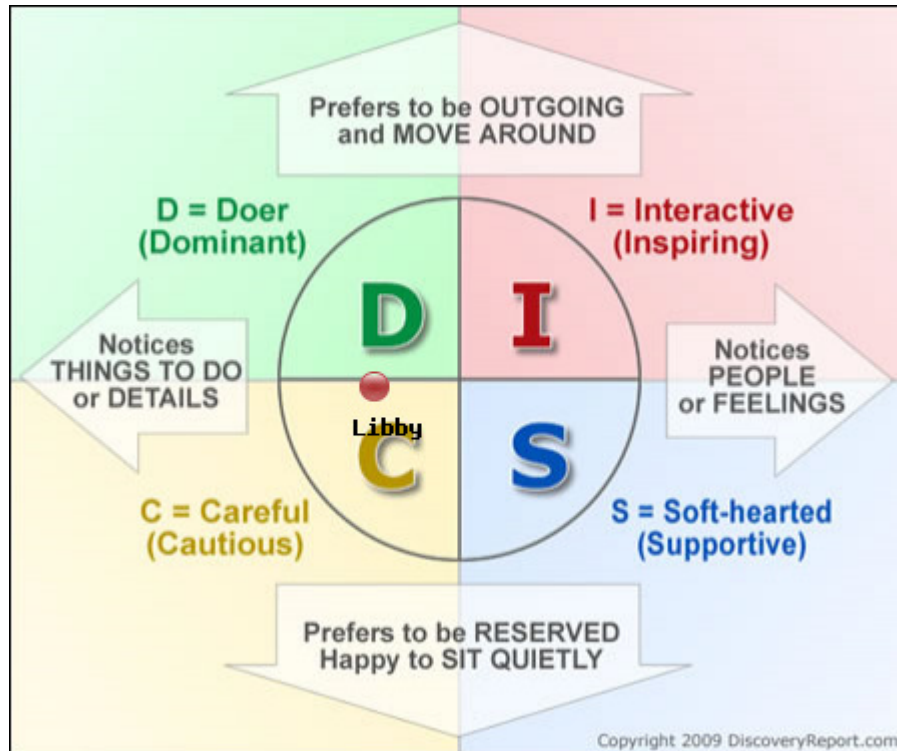 Prefers to be OUTGOING
and MOVE AROUND
D = Doer
(Dominant)
I = Interactive
(Inspiring)
D
I
Notices
THINGS TO DO
or DETAILS
Notices
PEOPLE
or FEELINGS
Libby
C
S
C = Careful
(Cautious)
S = Soft-hearted
(Supportive)
Prefers to be RESERVED
Happy to SIT QUIETLY
Copyright 2009 DiscoveryReport.com